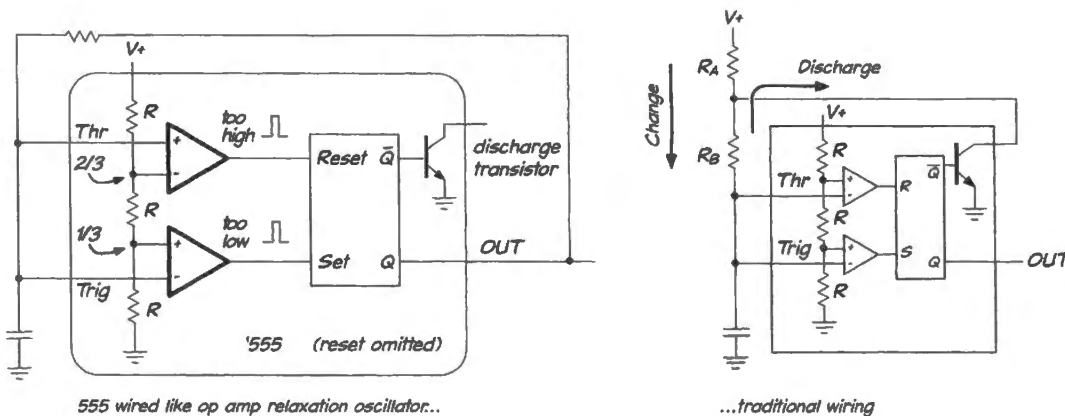 V+
R
too
high
Thr
+
-
Reset
Q̅
discharge
transistor
2/3
R
too
low
1/3
+
-
Set
Q
OUT
Trig
R
'555 (reset omitted)
555 wired like op amp relaxation oscillator...
V+
RA
Discharge
Change
V+
RB
R
Q̅
Thr
+
-
R
R
Trig
+
-
S
Q
OUT
R
...traditional wiring